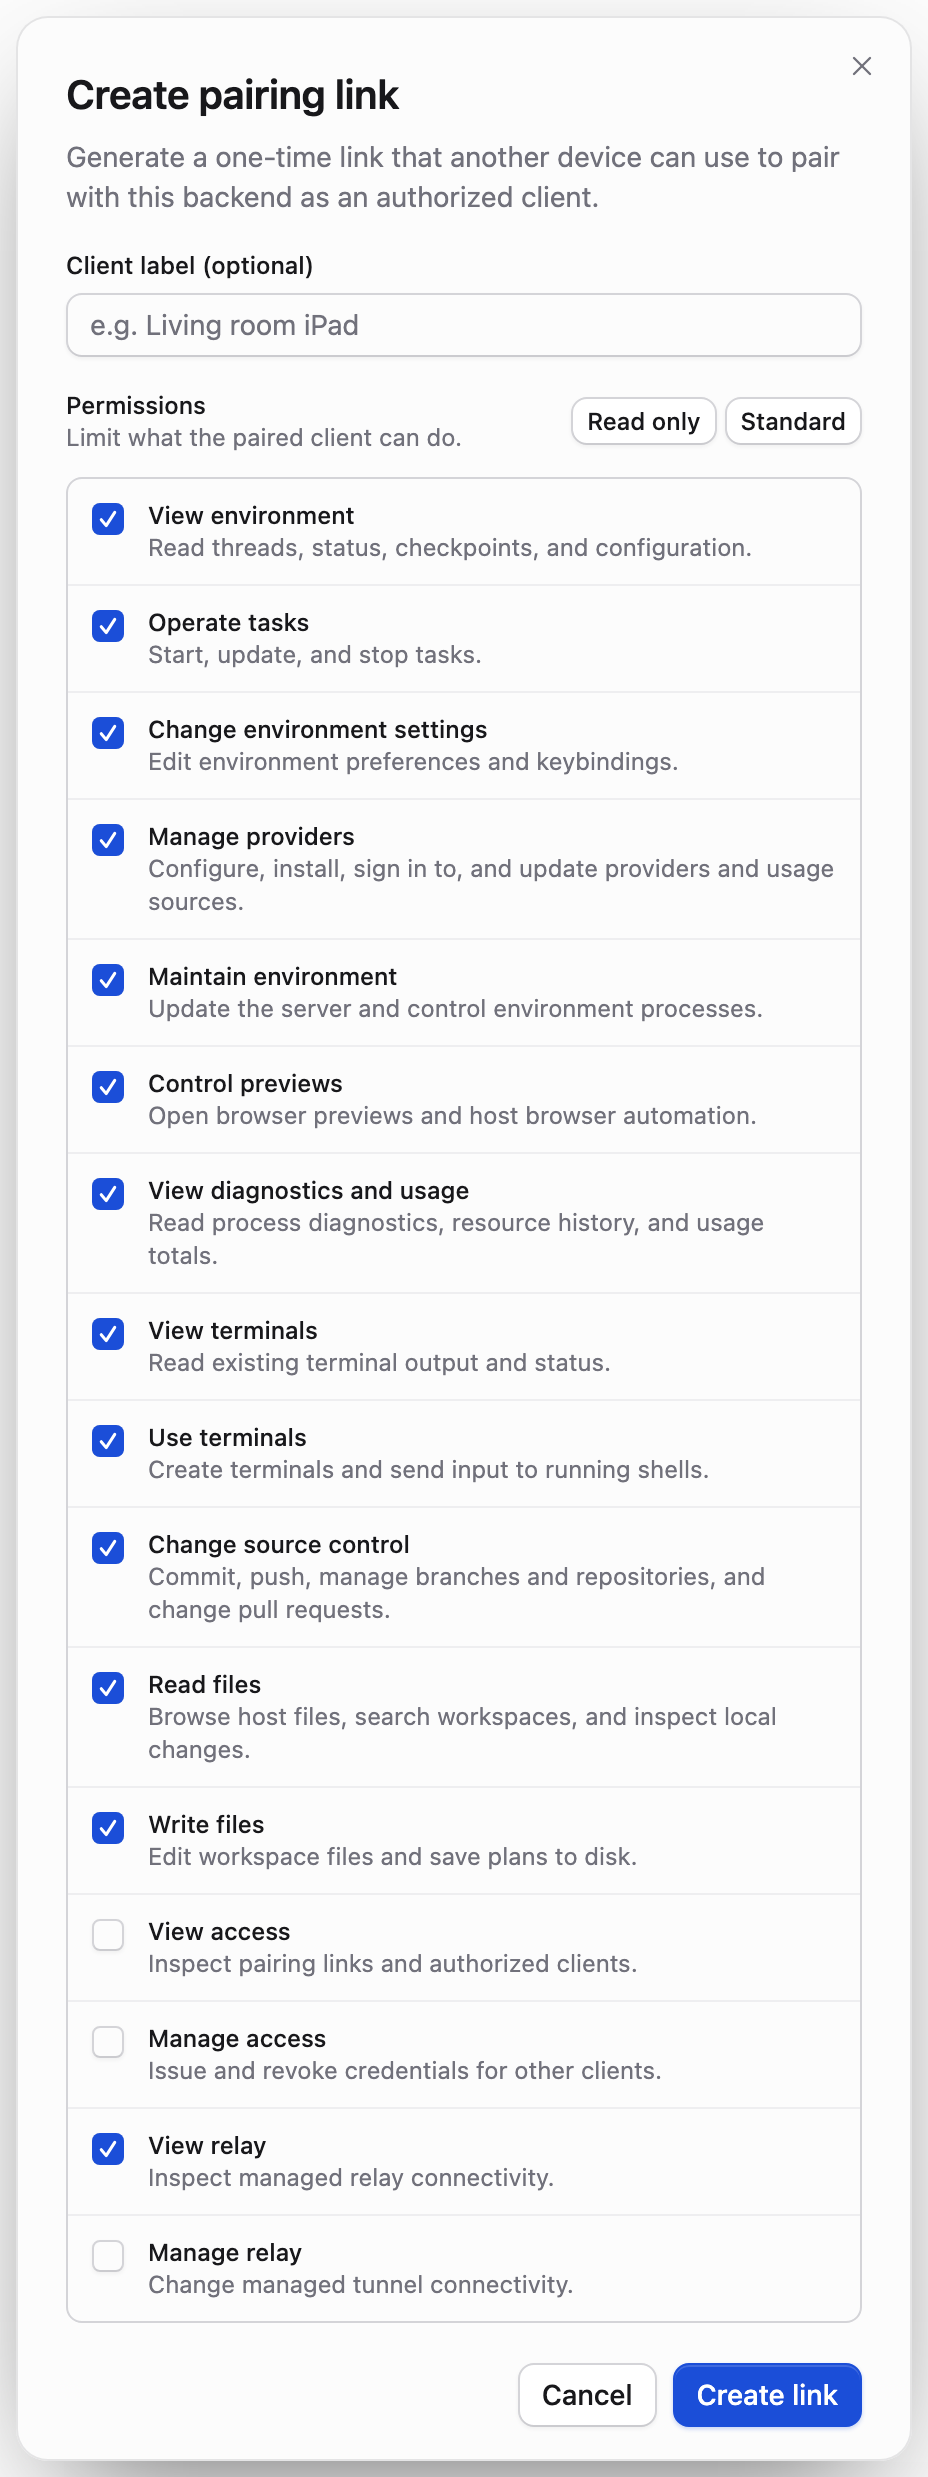 Create pairing link
Generate a one-time link that another device can use to pair
with this backend as an authorized client.
Client label (optional)
e.g. Living room iPad
Permissions
Limit what the paired client can do.
Read only
Standard
View environment
Read threads, status, checkpoints, and configuration.
Operate tasks
Start, update, and stop tasks.
Change environment settings
Edit environment preferences and keybindings.
Manage providers
Configure, install, sign in to, and update providers and usage
sources.
Maintain environment
Update the server and control environment processes.
Control previews
Open browser previews and host browser automation.
View diagnostics and usage
Read process diagnostics, resource history, and usage
totals.
View terminals
Read existing terminal output and status.
Use terminals
Create terminals and send input to running shells.
Change source control
Commit, push, manage branches and repositories, and
change pull requests.
Read files
Browse host files, search workspaces, and inspect local
changes.
Write files
Edit workspace files and save plans to disk.
View access
Inspect pairing links and authorized clients.
Manage access
Issue and revoke credentials for other clients.
View relay
Inspect managed relay connectivity.
Manage relay
Change managed tunnel connectivity.
Cancel
Create link